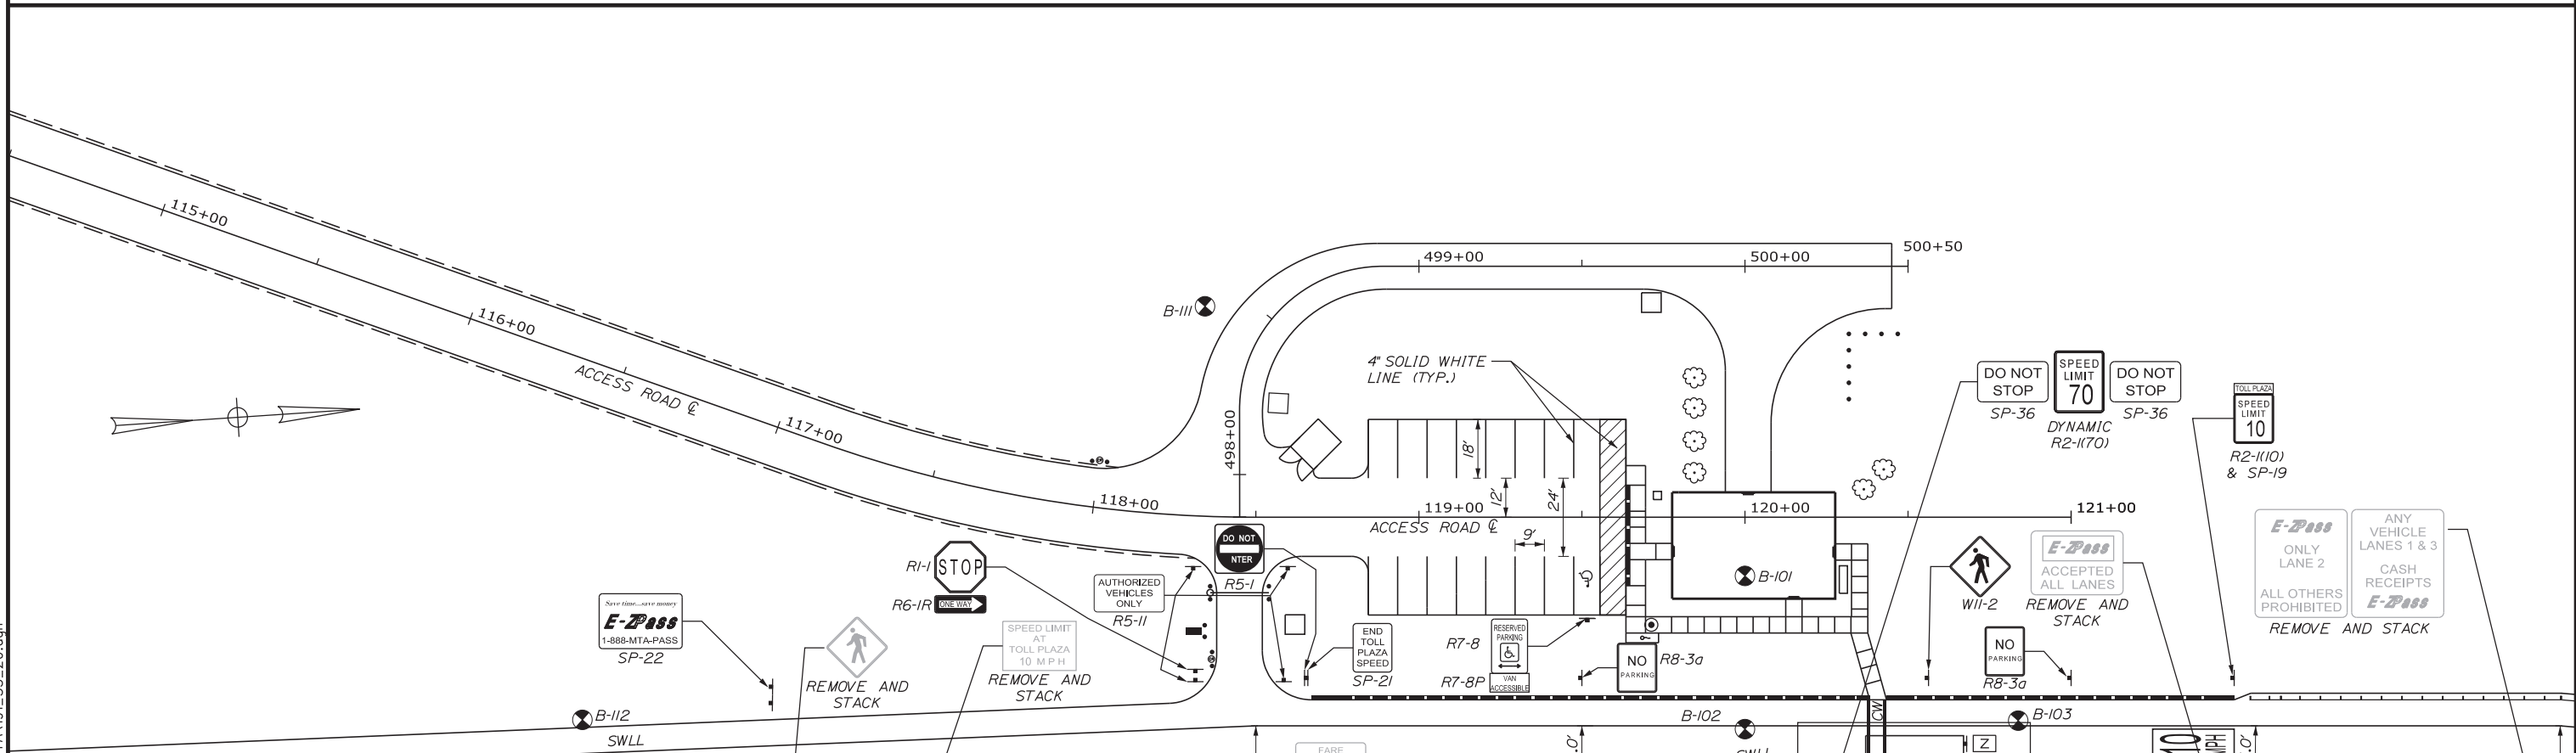 115+00
116+00
ACCESS ROAD ℄
117+00
118+00
B-111
498+00
499+00
500+00
500+50
4" SOLID WHITE
LINE (TYP.)
18'
12'
24'
9'
119+00
ACCESS ROAD ℄
120+00
121+00
B-101
DO NOT
STOP
SP-36
SPEED
LIMIT
70
DYNAMIC
R2-1(70)
DO NOT
STOP
SP-36
TOLL PLAZA
SPEED
LIMIT
10
R2-1(10)
& SP-19
R1-1
STOP
R6-1R
ONE WAY
DO NOT
NTER
R5-1
AUTHORIZED
VEHICLES
ONLY
R5-11
Save time...save money
E-ZPass
1-888-MTA-PASS
SP-22
REMOVE AND
STACK
SPEED LIMIT
AT
TOLL PLAZA
10 MPH
REMOVE AND
STACK
END
TOLL
PLAZA
SPEED
SP-21
R7-8
RESERVED
PARKING
R7-8P
VAN
ACCESSIBLE
NO
PARKING
R8-3a
W11-2
E-ZPass
ACCEPTED
ALL LANES
REMOVE AND
STACK
NO
PARKING
R8-3a
E-ZPass
ONLY
LANE 2
ALL OTHERS
PROHIBITED
ANY
VEHICLE
LANES 1 & 3
CASH
RECEIPTS
E-ZPass
REMOVE AND STACK
B-112
SWLL
B-102
CW
B-103
FARE
SWLL
Z
10
MPH